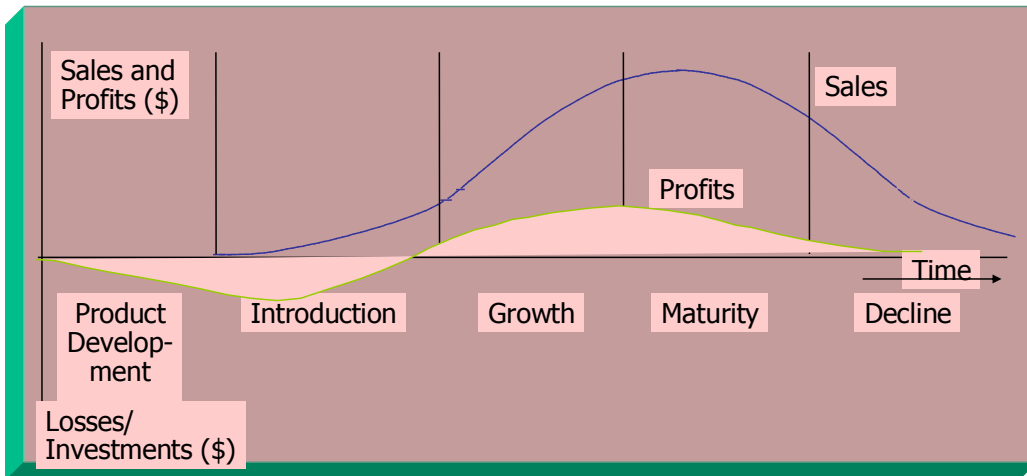 Sales and
Profits ($)
Sales
Profits
Time
Product
Develop-
ment
Introduction
Growth
Maturity
Decline
Losses/
Investments ($)